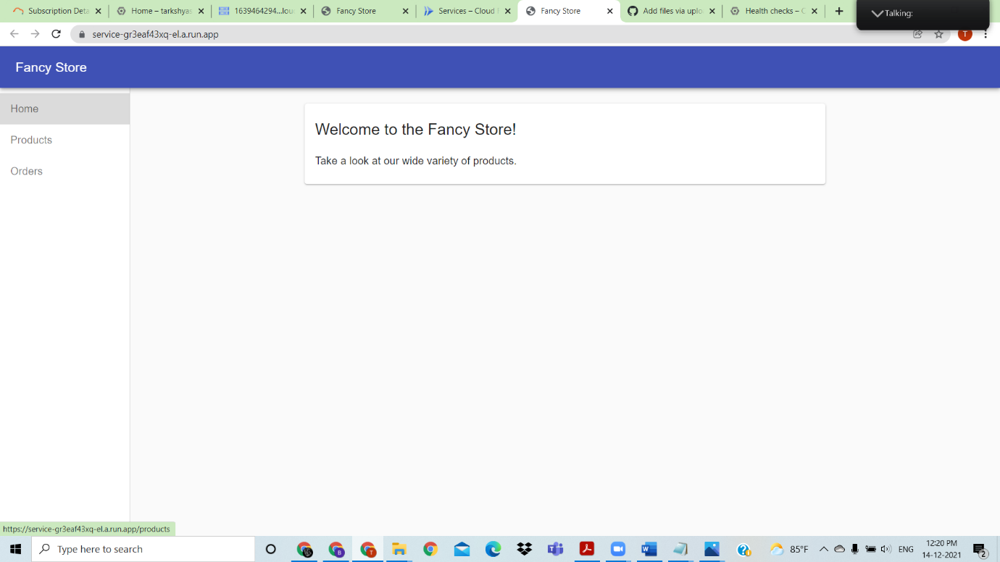 Subscription Deta
Home – tarkshyas
1639464294...lou
Fancy Store
Services – Cloud
Fancy Store
Add files via uplo
Health checks – C
Talking:
service-gr3eaf43xq-el.a.run.app
T
Fancy Store
Home
Products
Orders
Welcome to the Fancy Store!
Take a look at our wide variety of products.
https://service-gr3eaf43xq-el.a.run.app/products
Type here to search
B
T
W
85°F
ENG
12:20 PM
14-12-2021
2